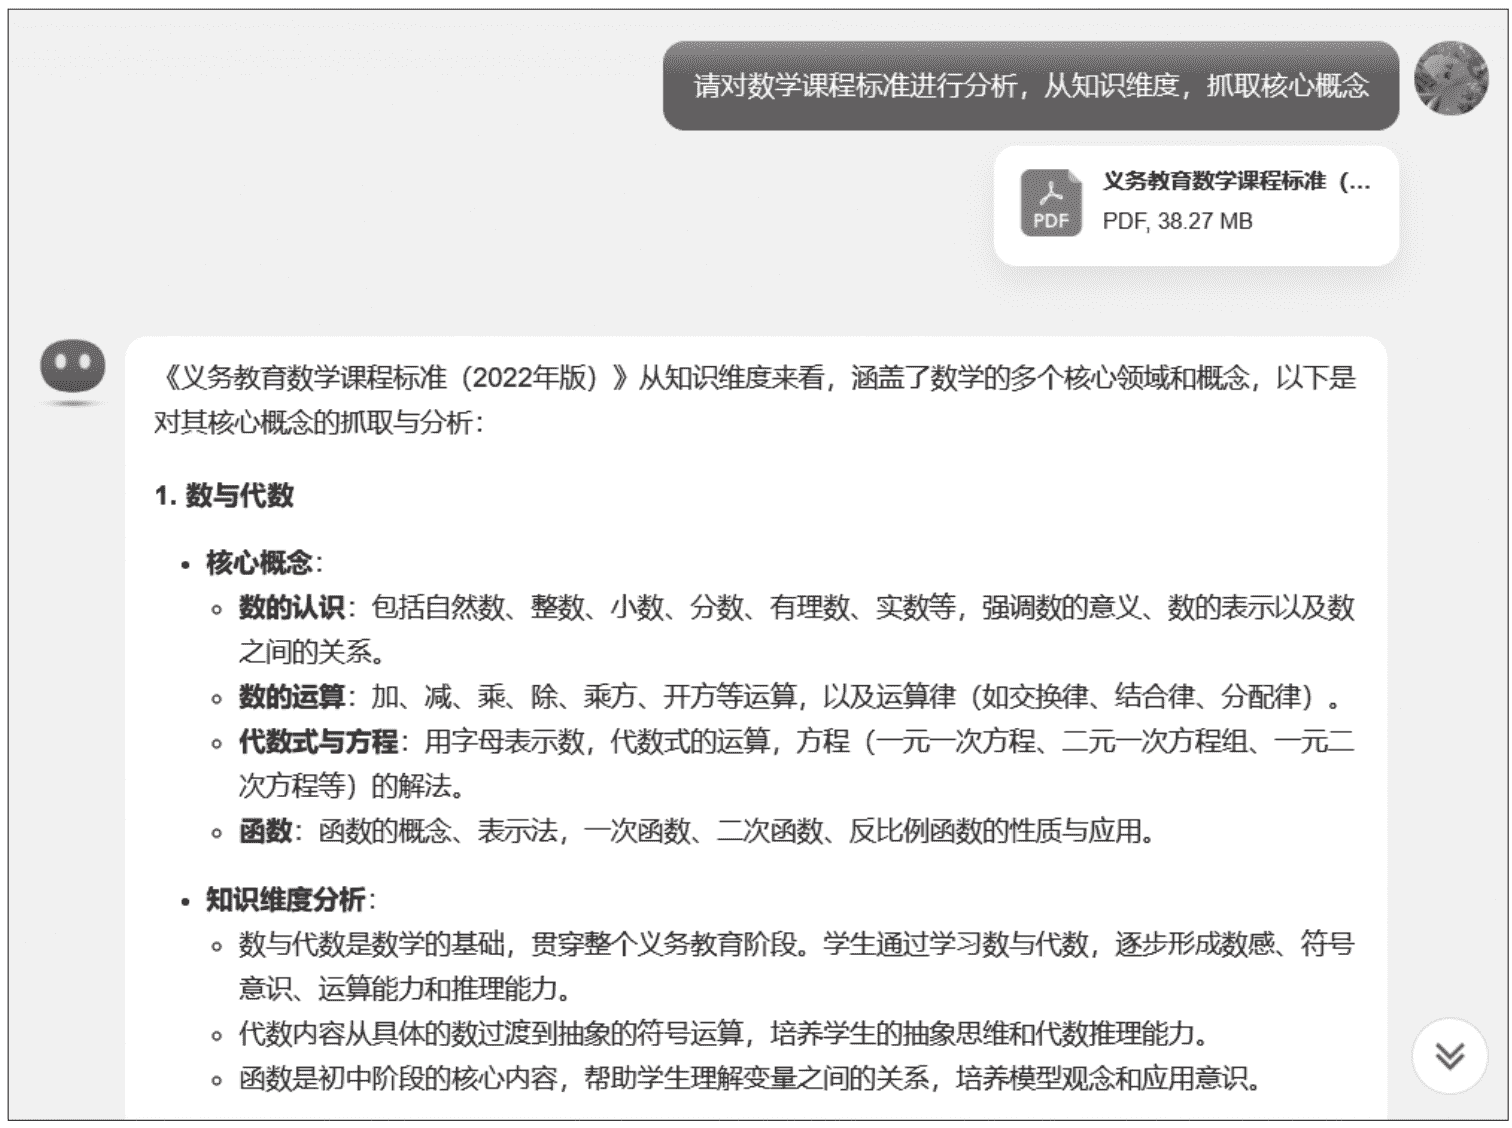 请对数学课程标准进行分析，从知识维度，抓取核心概念
义务教育数学课程标准（...
PDF
PDF, 38.27 MB
《义务教育数学课程标准（2022年版）》从知识维度来看，涵盖了数学的多个核心领域和概念，以下是
对其核心概念的抓取与分析：
1. 数与代数
• 核心概念：
◦ 数的认识：包括自然数、整数、小数、分数、有理数、实数等，强调数的意义、数的表示以及数
之间的关系。
◦ 数的运算：加、减、乘、除、乘方、开方等运算，以及运算律（如交换律、结合律、分配律）。
◦ 代数式与方程：用字母表示数，代数式的运算，方程（一元一次方程、二元一次方程组、一元二
次方程等）的解法。
◦ 函数：函数的概念、表示法，一次函数、二次函数、反比例函数的性质与应用。
• 知识维度分析：
◦ 数与代数是数学的基础，贯穿整个义务教育阶段。学生通过学习数与代数，逐步形成数感、符号
意识、运算能力和推理能力。
◦ 代数内容从具体的数过渡到抽象的符号运算，培养学生的抽象思维和代数推理能力。
◦ 函数是初中阶段的核心内容，帮助学生理解变量之间的关系，培养模型观念和应用意识。